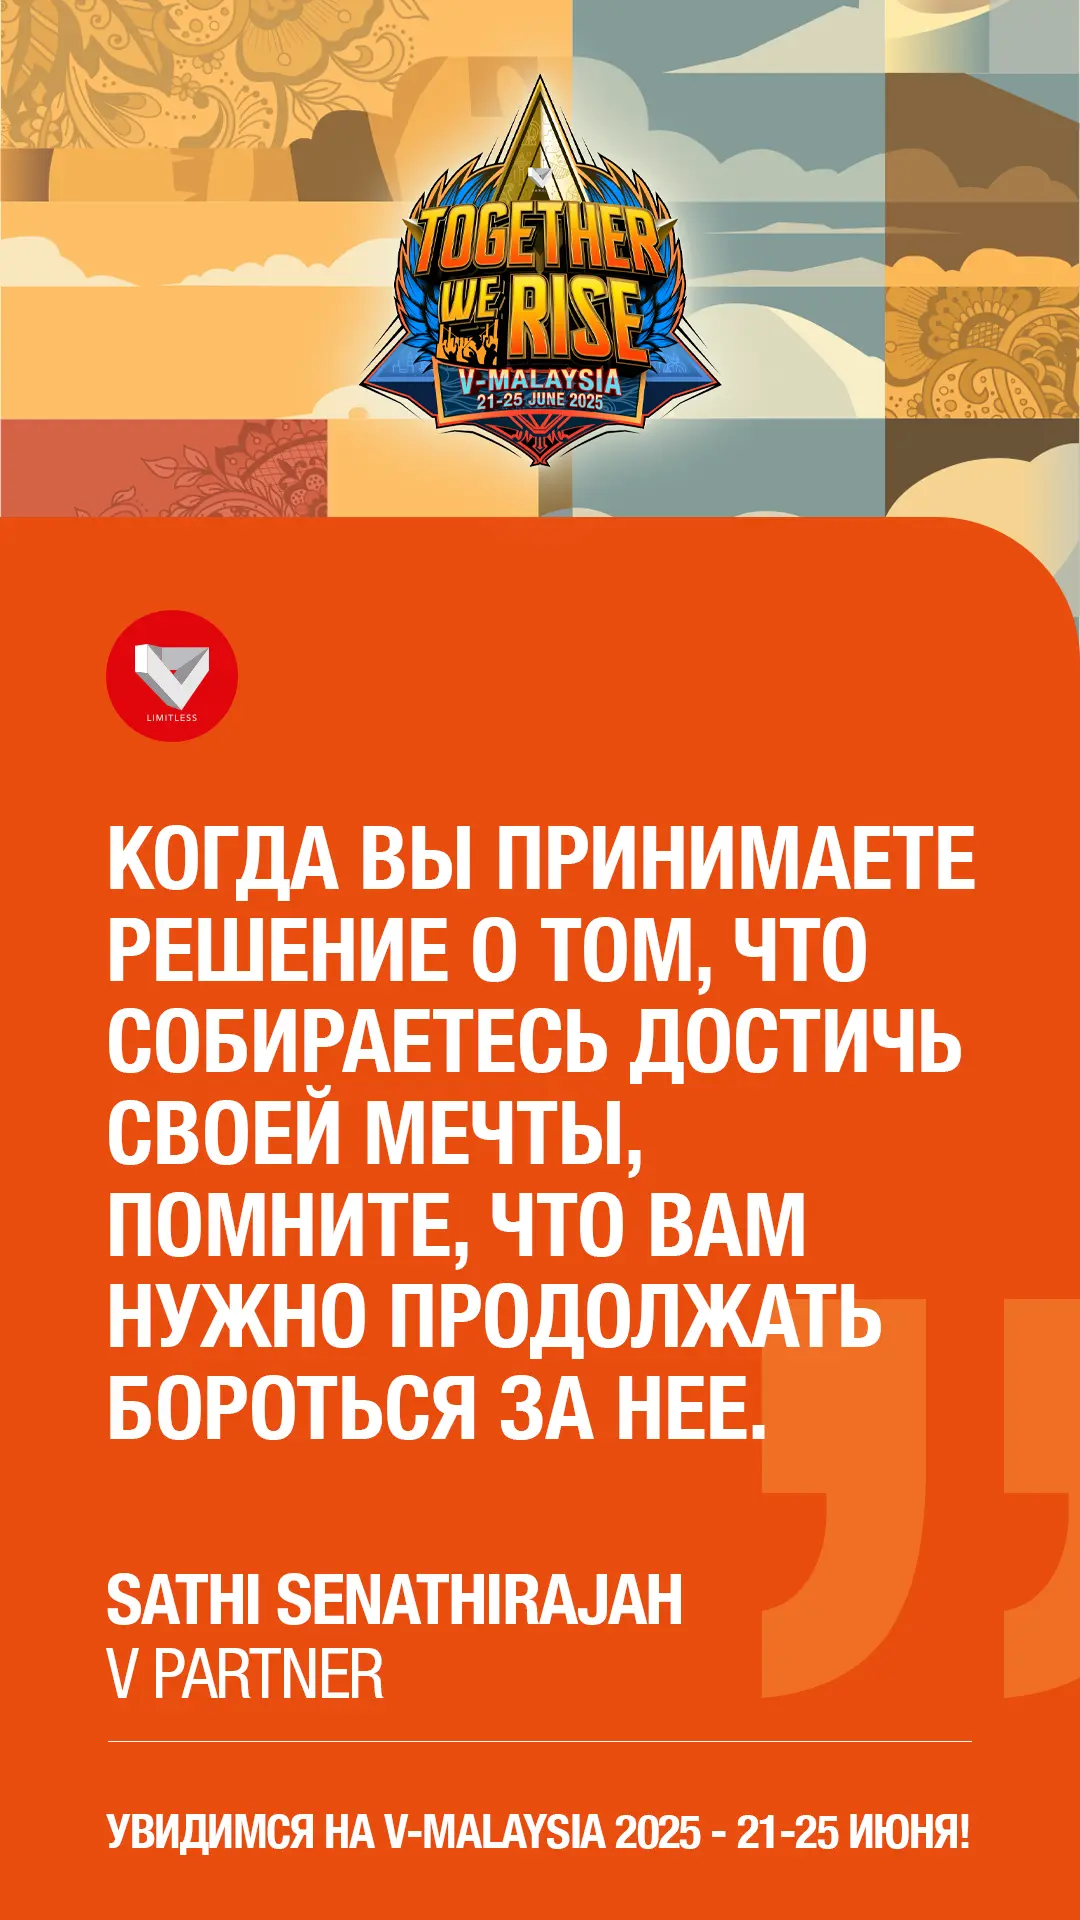 TOGETHER
WE RISE
V-MALAYSIA
21-25 JUNE 2025
LIMITLESS
КОГДА ВЫ ПРИНИМАЕТЕ
РЕШЕНИЕ О ТОМ, ЧТО
СОБИРАЕТЕСЬ ДОСТИЧЬ
СВОЕЙ МЕЧТЫ,
ПОМНИТЕ, ЧТО ВАМ
НУЖНО ПРОДОЛЖАТЬ
БОРОТЬСЯ ЗА НЕЕ.
SATHI SENATHIRAJAH
V PARTNER
УВИДИМСЯ НА V-MALAYSIA 2025 - 21-25 ИЮНЯ!